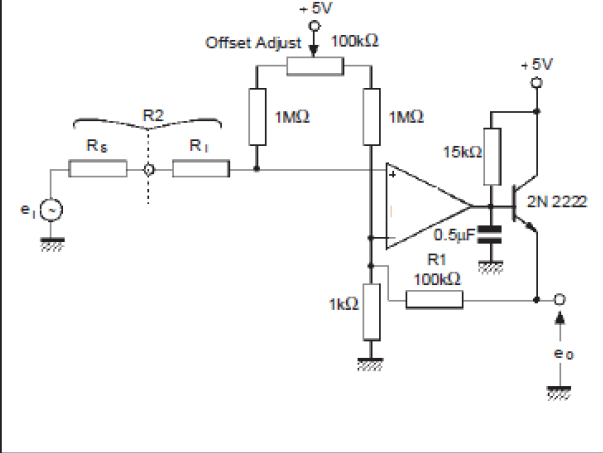 + 5V
Offset Adjust
100kΩ
+ 5V
R2
1MΩ
1MΩ
Rs
RI
15kΩ
+
2N 2222
eI
~
0.5μF
–
R1
100kΩ
1kΩ
eo